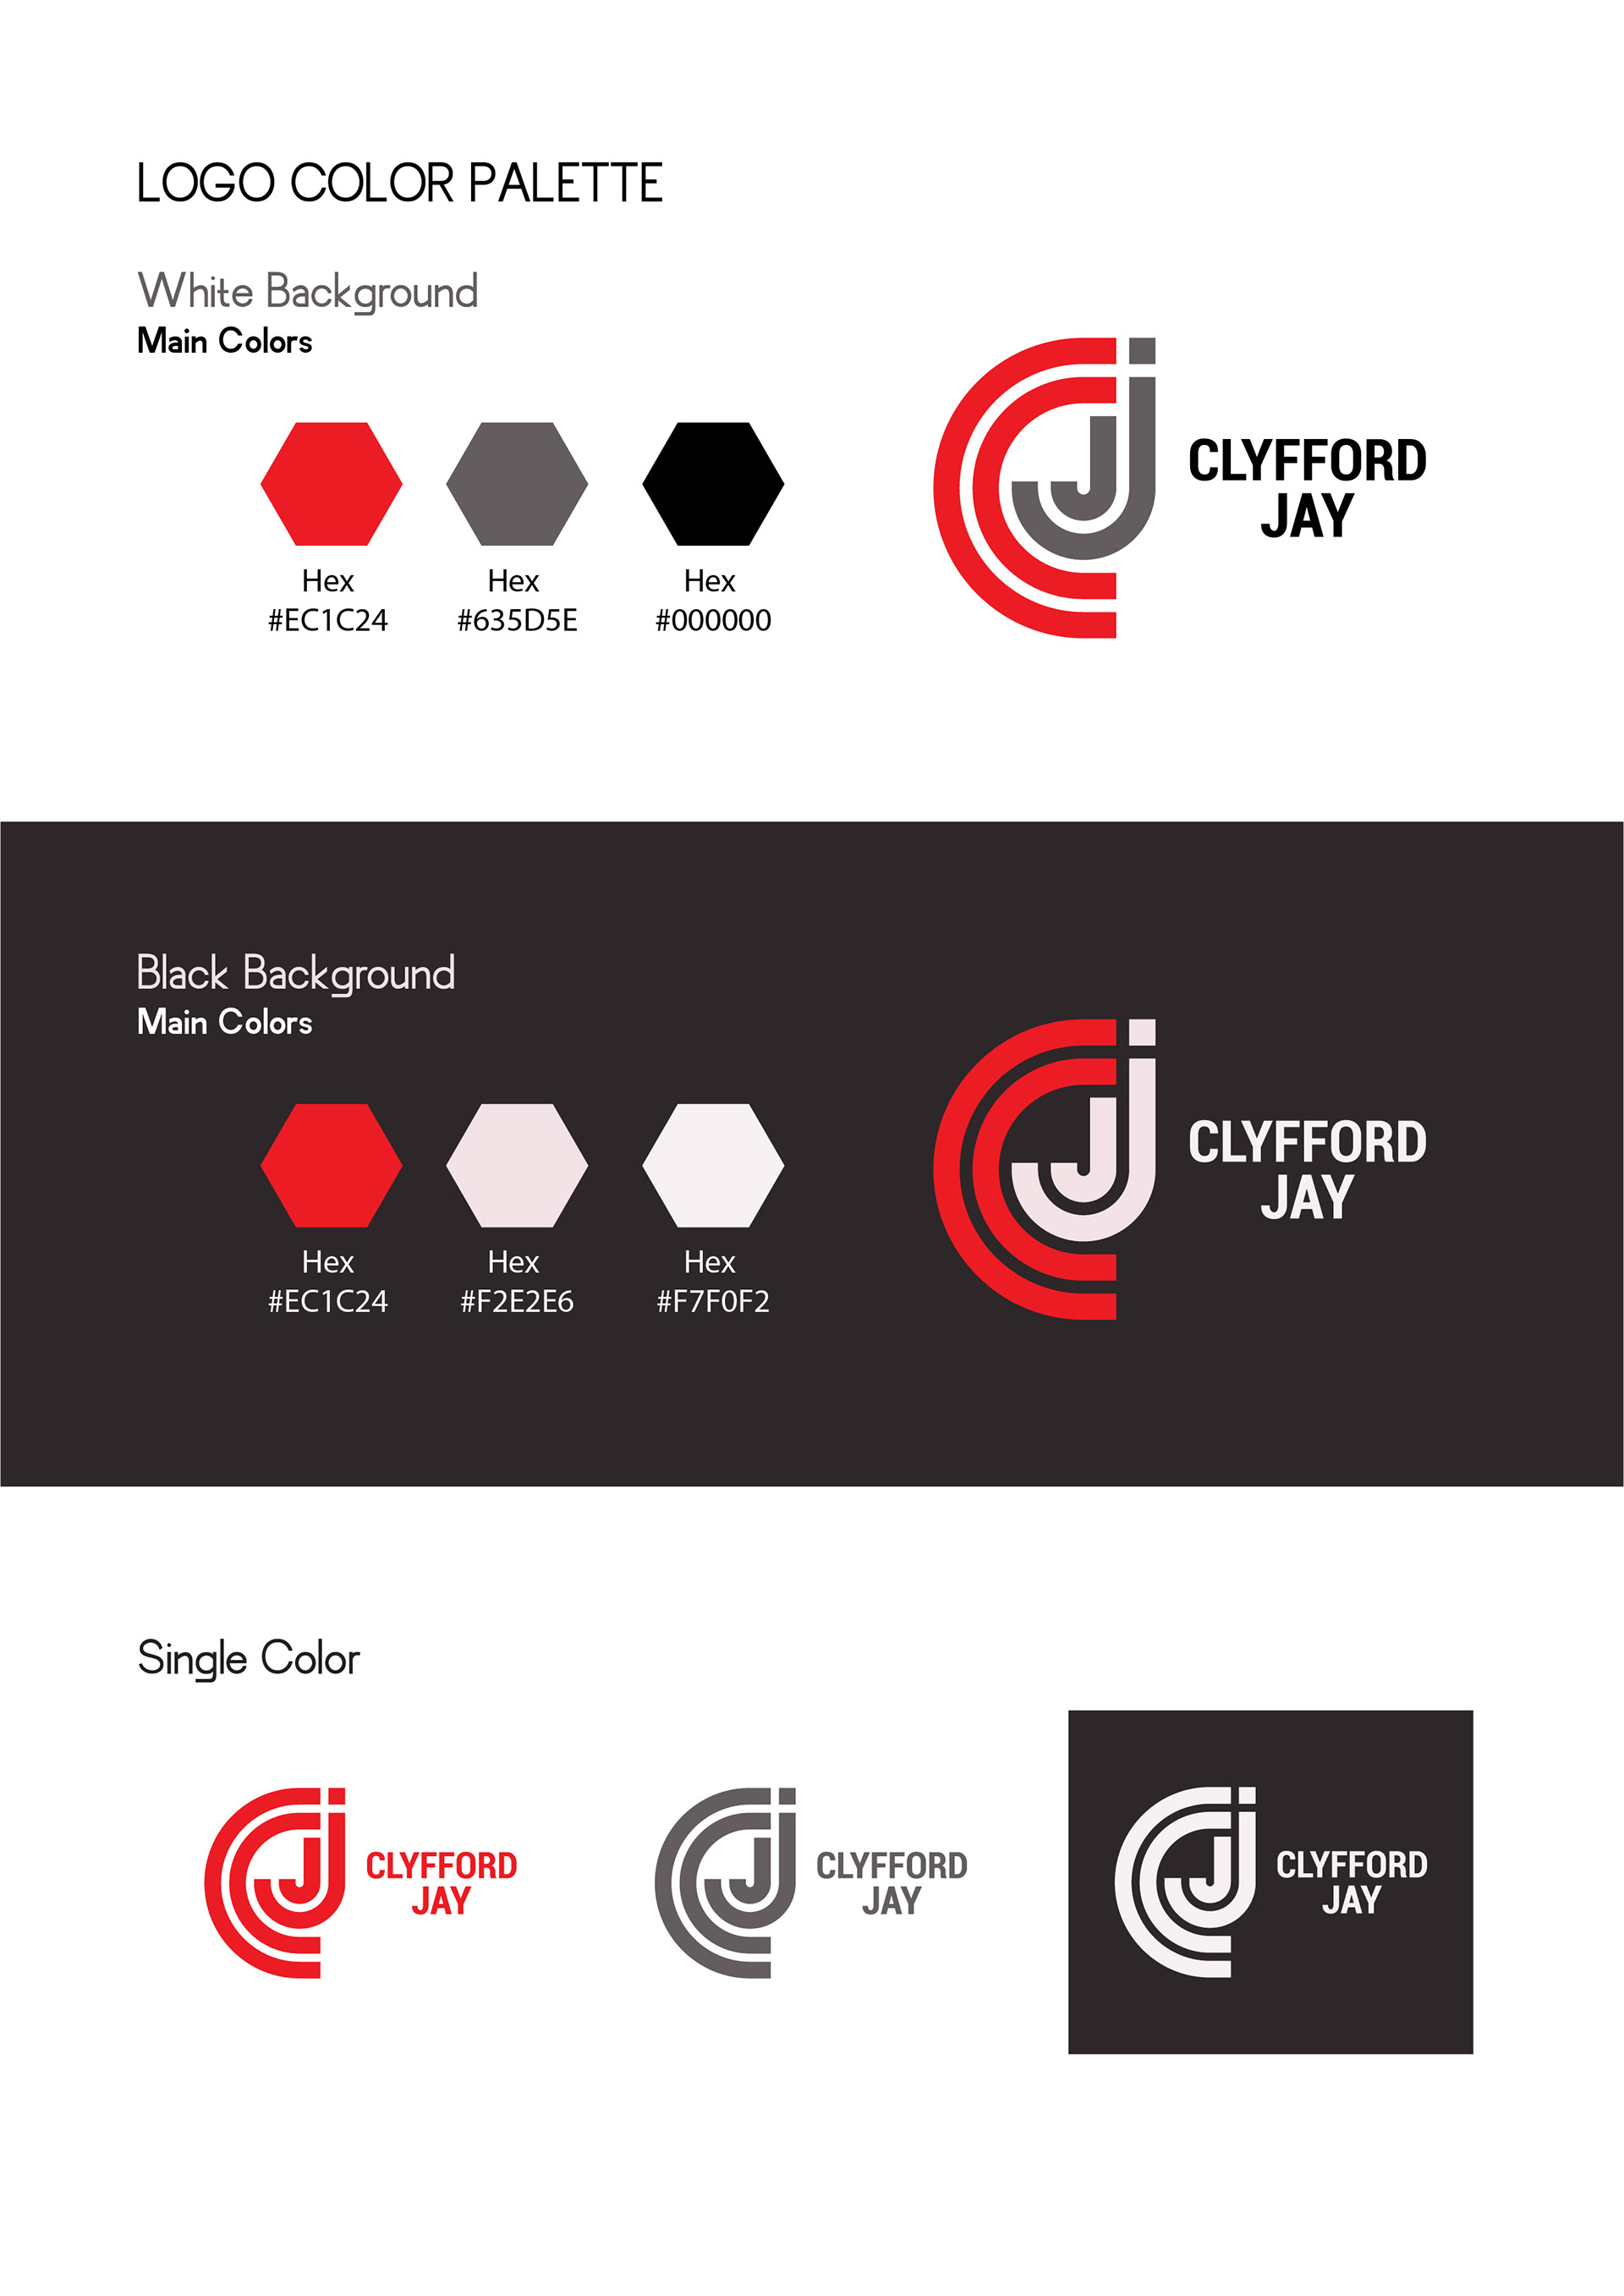 LOGO COLOR PALETTE
White Background
Main Colors
Hex
#EC1C24
Hex
#635D5E
Hex
#000000
CLYFFORD
JAY
Black Background
Main Colors
Hex
#EC1C24
Hex
#F2E2E6
Hex
#F7F0F2
CLYFFORD
JAY
Single Color
CLYFFORD
JAY
CLYFFORD
JAY
CLYFFORD
JAY